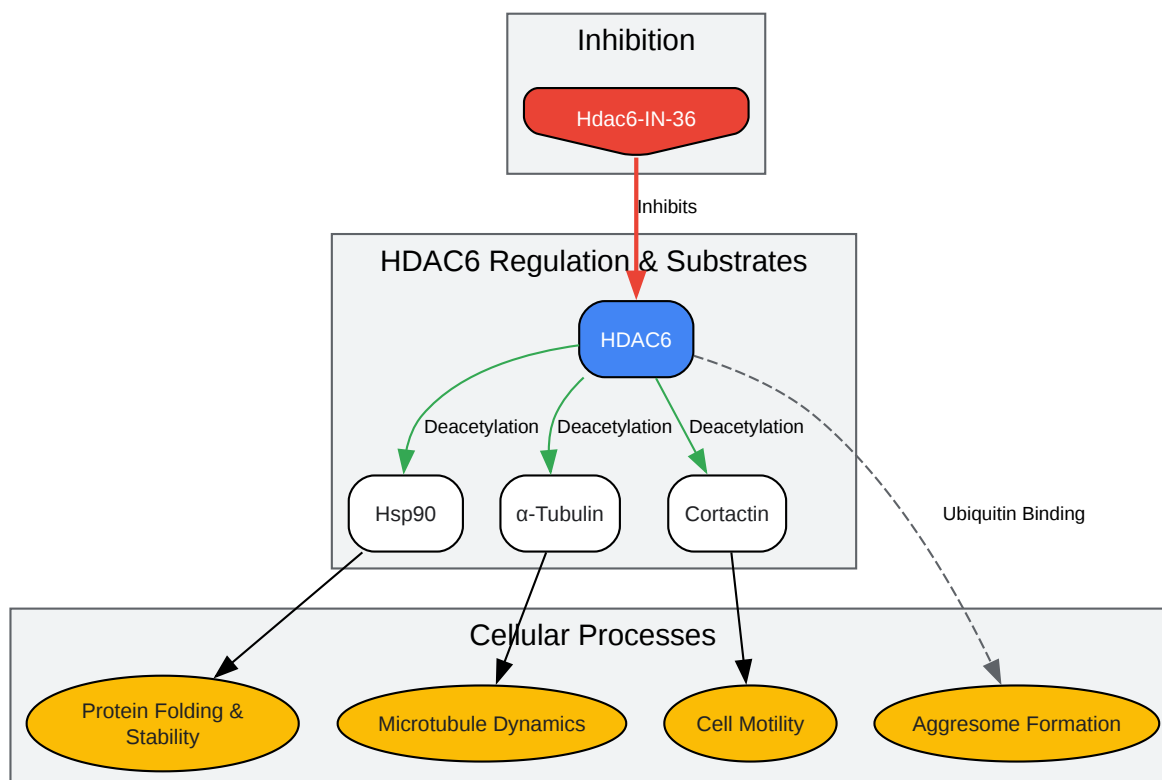 Inhibition
Hdac6-IN-36
Inhibits
HDAC6 Regulation & Substrates
HDAC6
Deacetylation
Deacetylation
Deacetylation
Hsp90
α-Tubulin
Cortactin
Ubiquitin Binding
Cellular Processes
Protein Folding &
Stability
Microtubule Dynamics
Cell Motility
Aggresome Formation